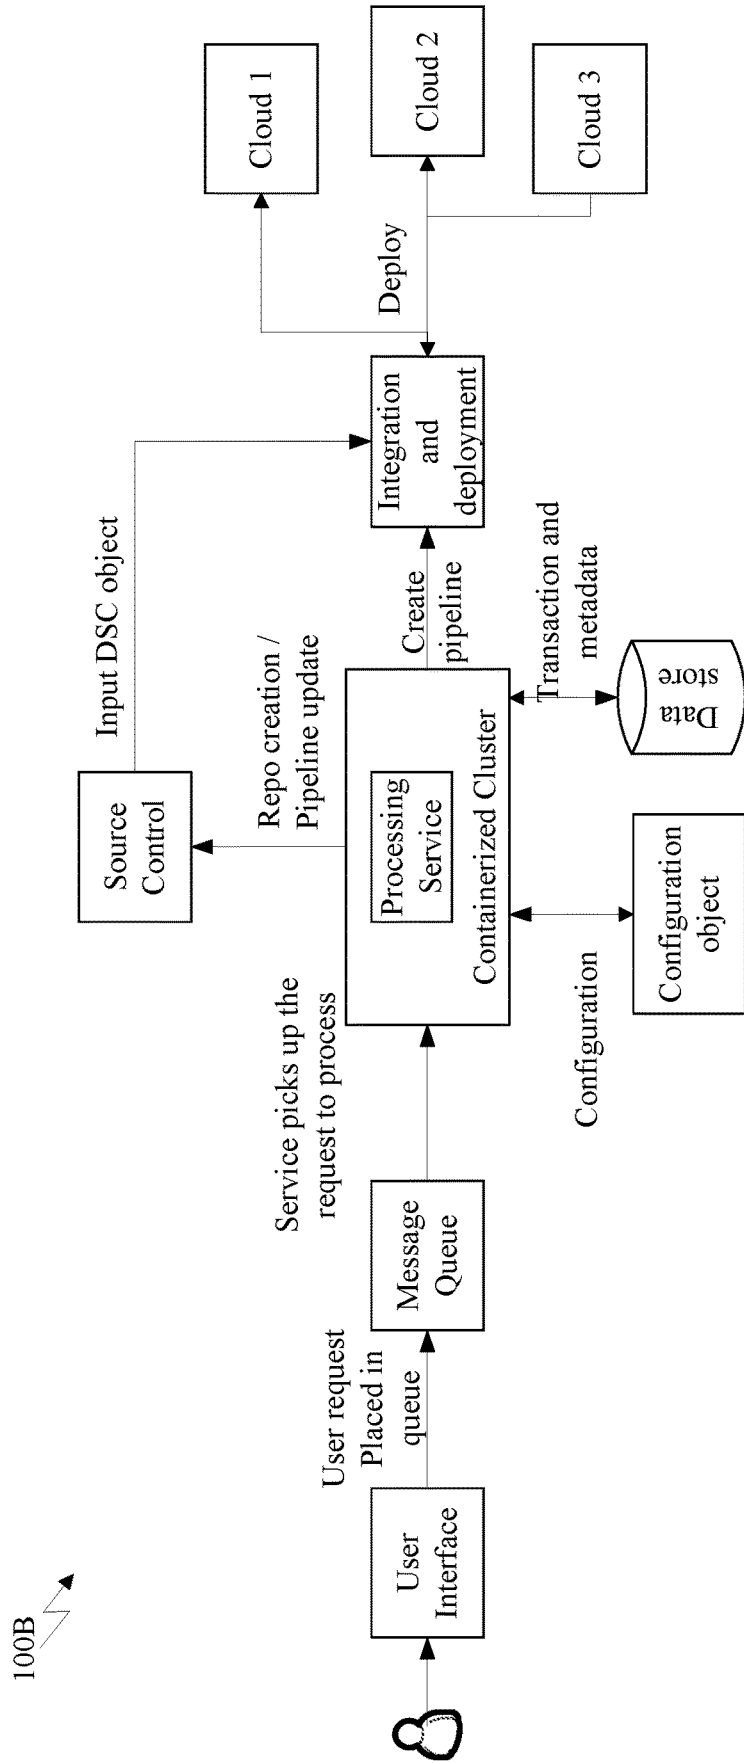 100B
User
Interface
User request
Placed in
queue
Message
Queue
Service picks up the
request to process
Processing
Service
Containerized Cluster
Configuration
Configuration
object
Data
store
Transaction and
metadata
Repo creation /
Pipeline update
Source
Control
Input DSC object
Create
pipeline
Integration
and
deployment
Deploy
Cloud 1
Cloud 2
Cloud 3